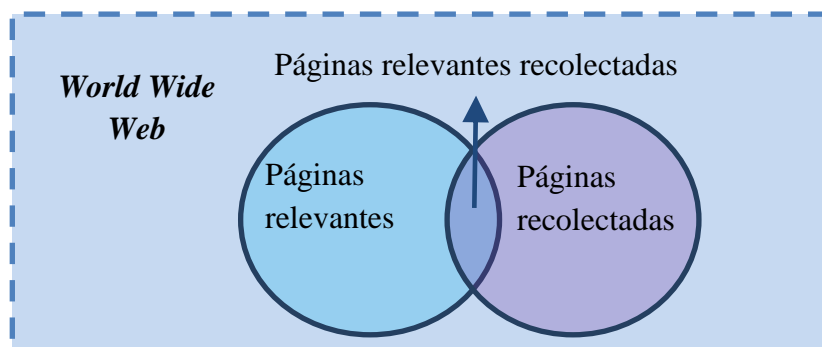 World Wide
Web
Páginas relevantes recolectadas
Páginas
relevantes
Páginas
recolectadas